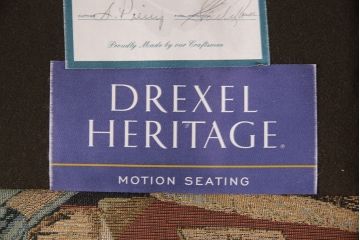 Proudly Made by our Craftsmen
DREXEL
HERITAGE®
MOTION SEATING